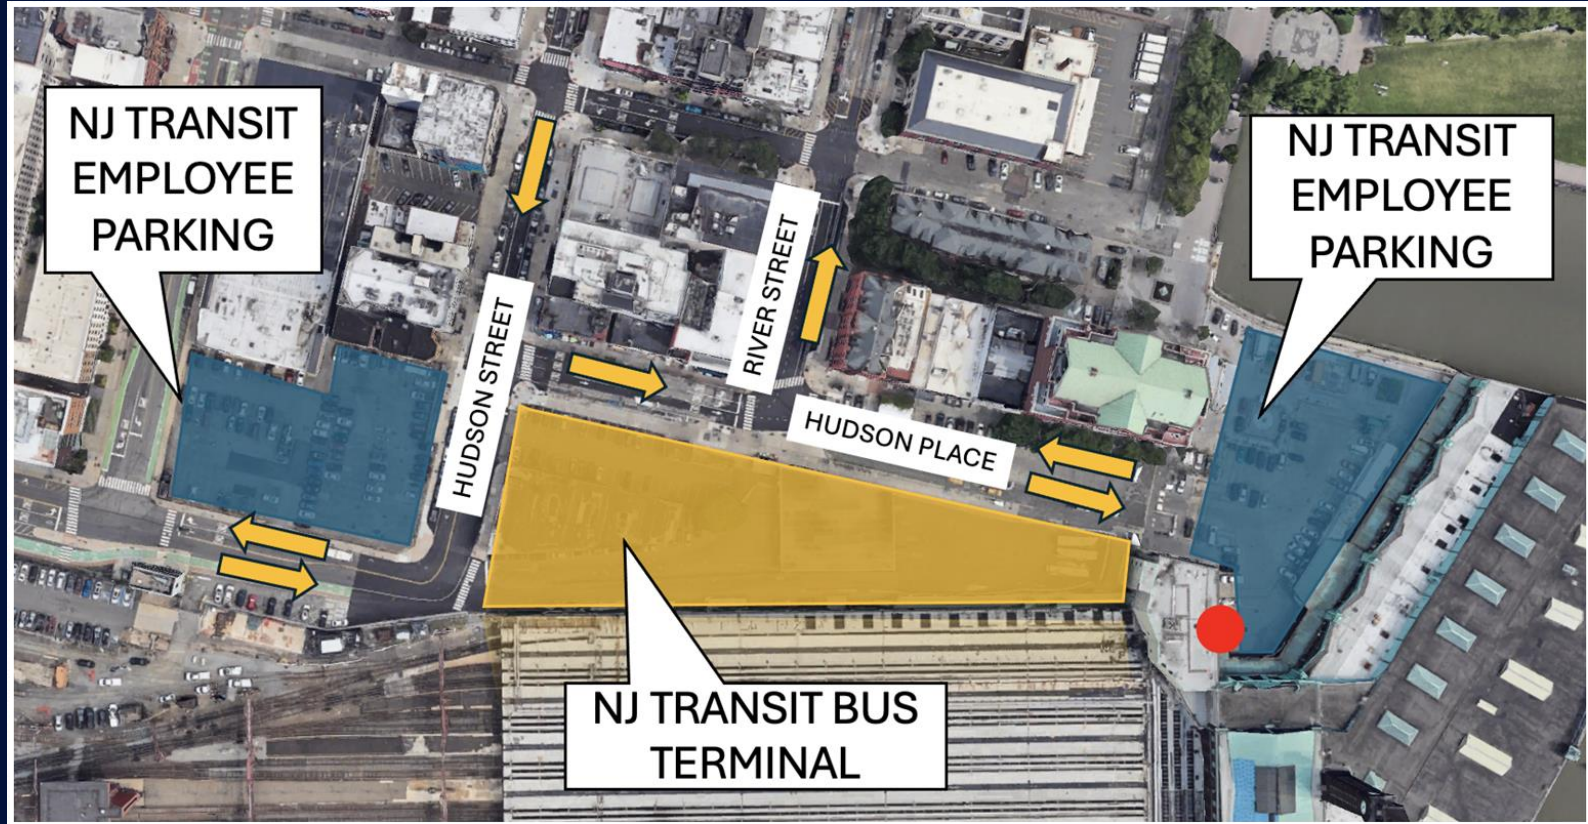 NJ TRANSIT
EMPLOYEE
PARKING
NJ TRANSIT
EMPLOYEE
PARKING
HUDSON STREET
RIVER STREET
HUDSON PLACE
NJ TRANSIT BUS
TERMINAL